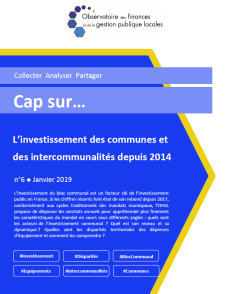 Observatoire des finances
et de la gestion publique locales
Collecter Analyser Partager
Cap sur...
L'investissement des communes et
des intercommunalités depuis 2014
n°6 ● Janvier 2019
L'investissement du bloc communal est un facteur clé de l'investissement
public en France. Si les chiffres récents font état de son rebond depuis 2017,
conformément aux cycles traditionnels des mandats municipaux, l'OFGL
propose de dépasser les constats annuels pour appréhender plus finement
les caractéristiques du mandat en cours sous différents angles : quels sont
les acteurs de l'investissement communal ? Quel est son niveau et sa
dynamique ? Quelles sont les disparités territoriales des dépenses
d'équipement et comment les comprendre ?
#Investissement #Disparités #BlocCommunal
#Equipements #Intercommunalités #Communes